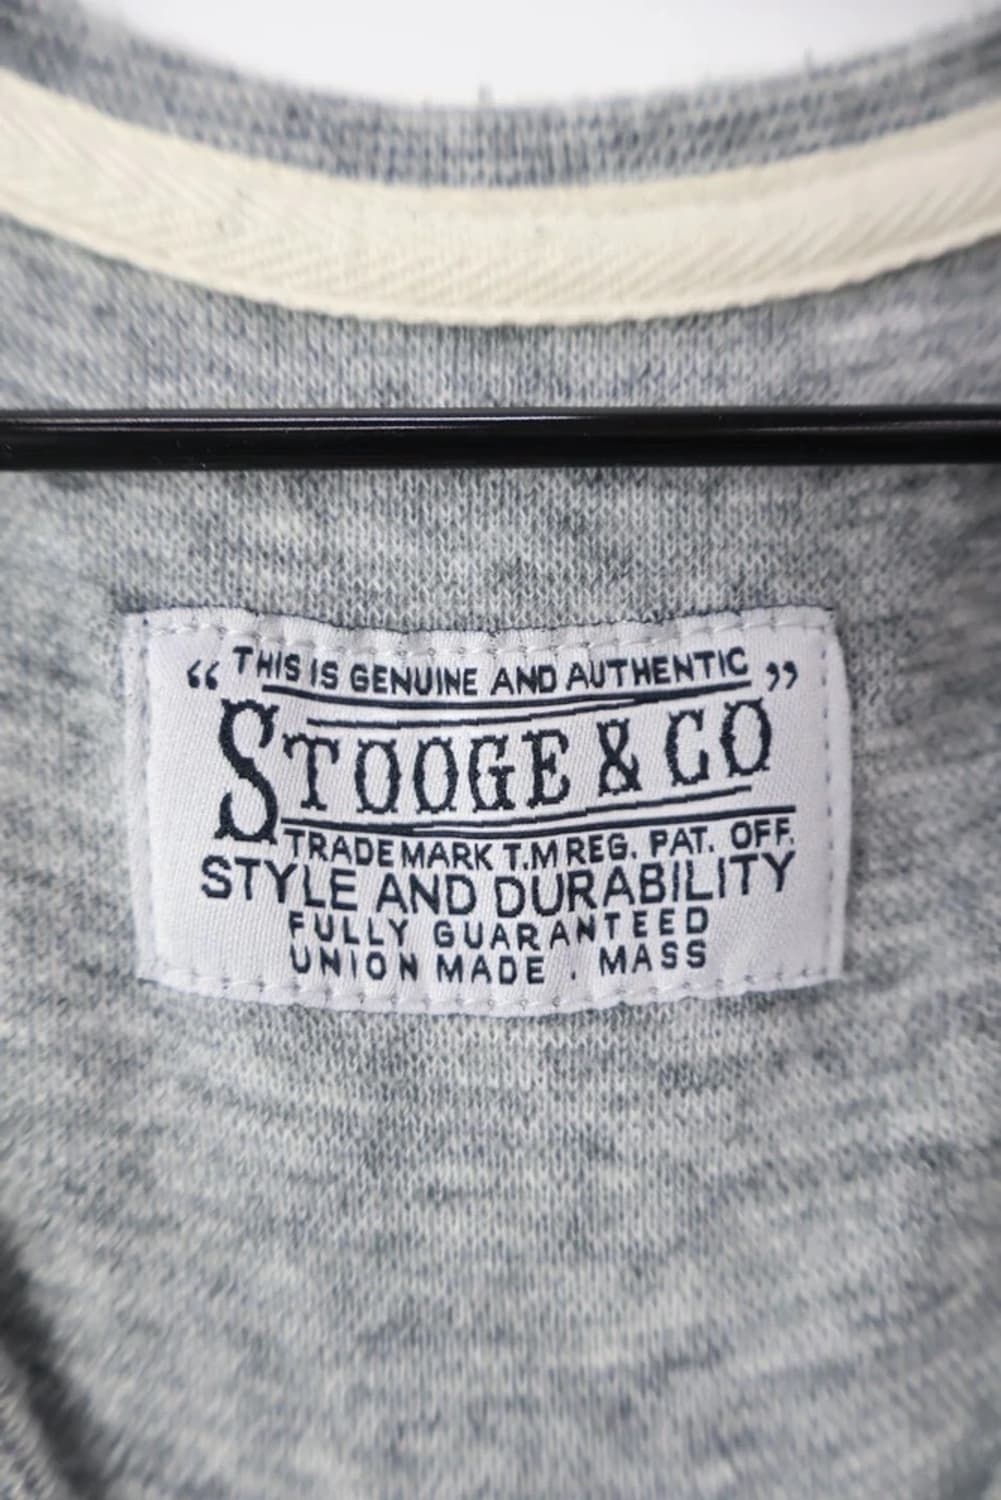 “ THIS IS GENUINE AND AUTHENTIC ”
STOOGE & CO
TRADE MARK T.M REG. PAT. OFF.
STYLE AND DURABILITY
FULLY GUARANTEED
UNION MADE . MASS